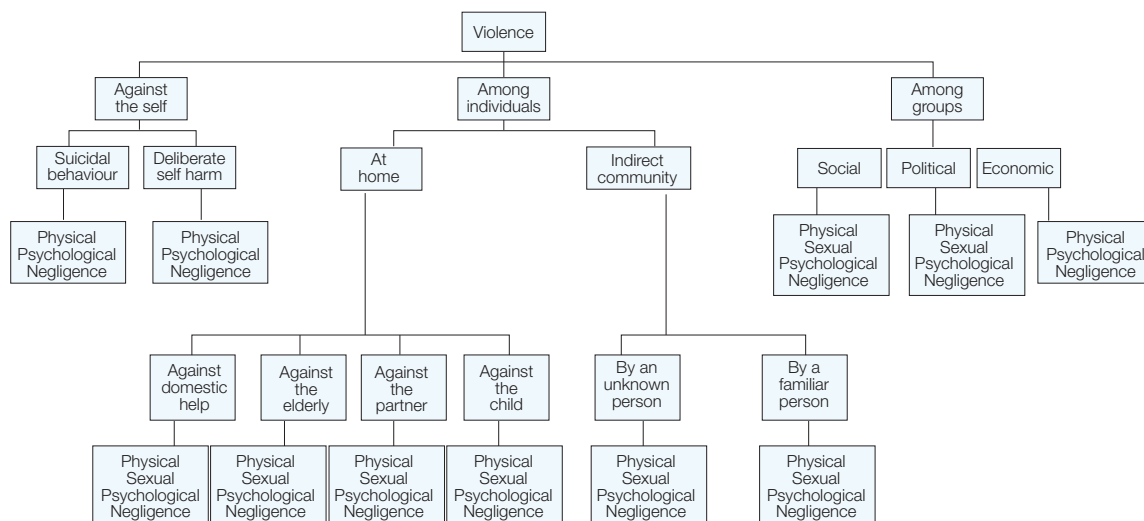 Violence
Against
the self
Among
individuals
Among
groups
Suicidal
behaviour
Deliberate
self harm
At
home
Indirect
community
Social
Political
Economic
Physical
Psychological
Negligence
Physical
Psychological
Negligence
Physical
Sexual
Psychological
Negligence
Physical
Sexual
Psychological
Negligence
Physical
Psychological
Negligence
Against
domestic
help
Against
the
elderly
Against
the
partner
Against
the
child
By an
unknown
person
By a
familiar
person
Physical
Sexual
Psychological
Negligence
Physical
Sexual
Psychological
Negligence
Physical
Sexual
Psychological
Negligence
Physical
Sexual
Psychological
Negligence
Physical
Sexual
Psychological
Negligence
Physical
Sexual
Psychological
Negligence